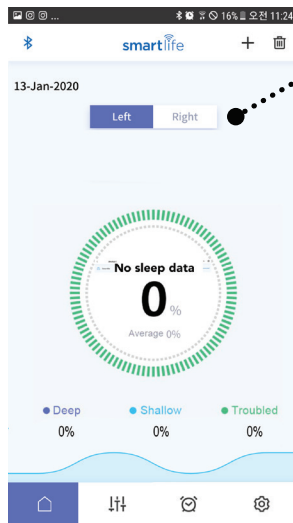 16% 오전 11:24
smartlife
13-Jan-2020
Left Right
No sleep data
0 %
Average 0%
Deep Shallow Troubled
0% 0% 0%